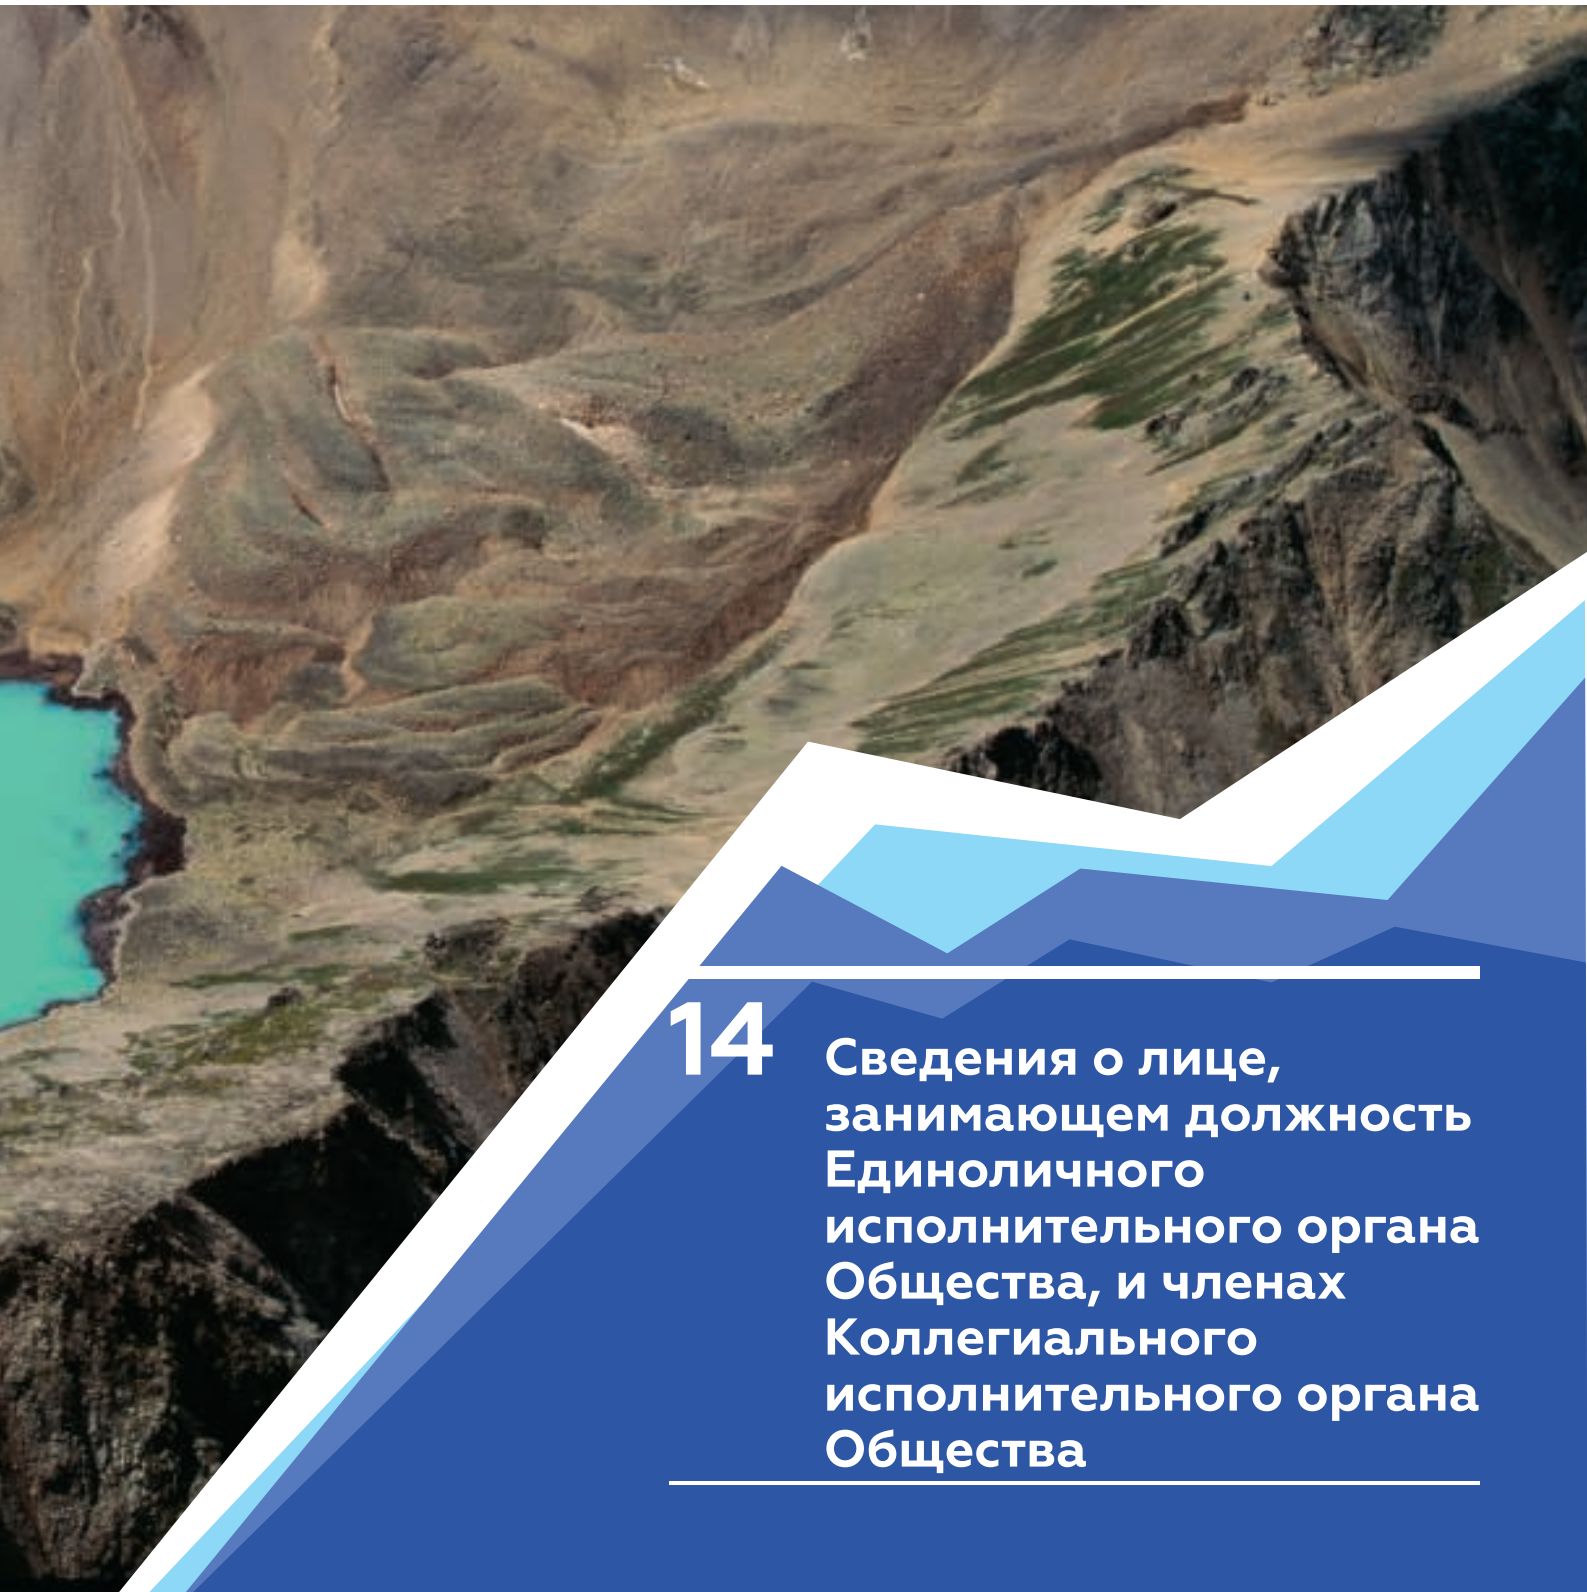 14
Сведения о лице,
занимающем должность
Единоличного
исполнительного органа
Общества, и членах
Коллегиального
исполнительного органа
Общества